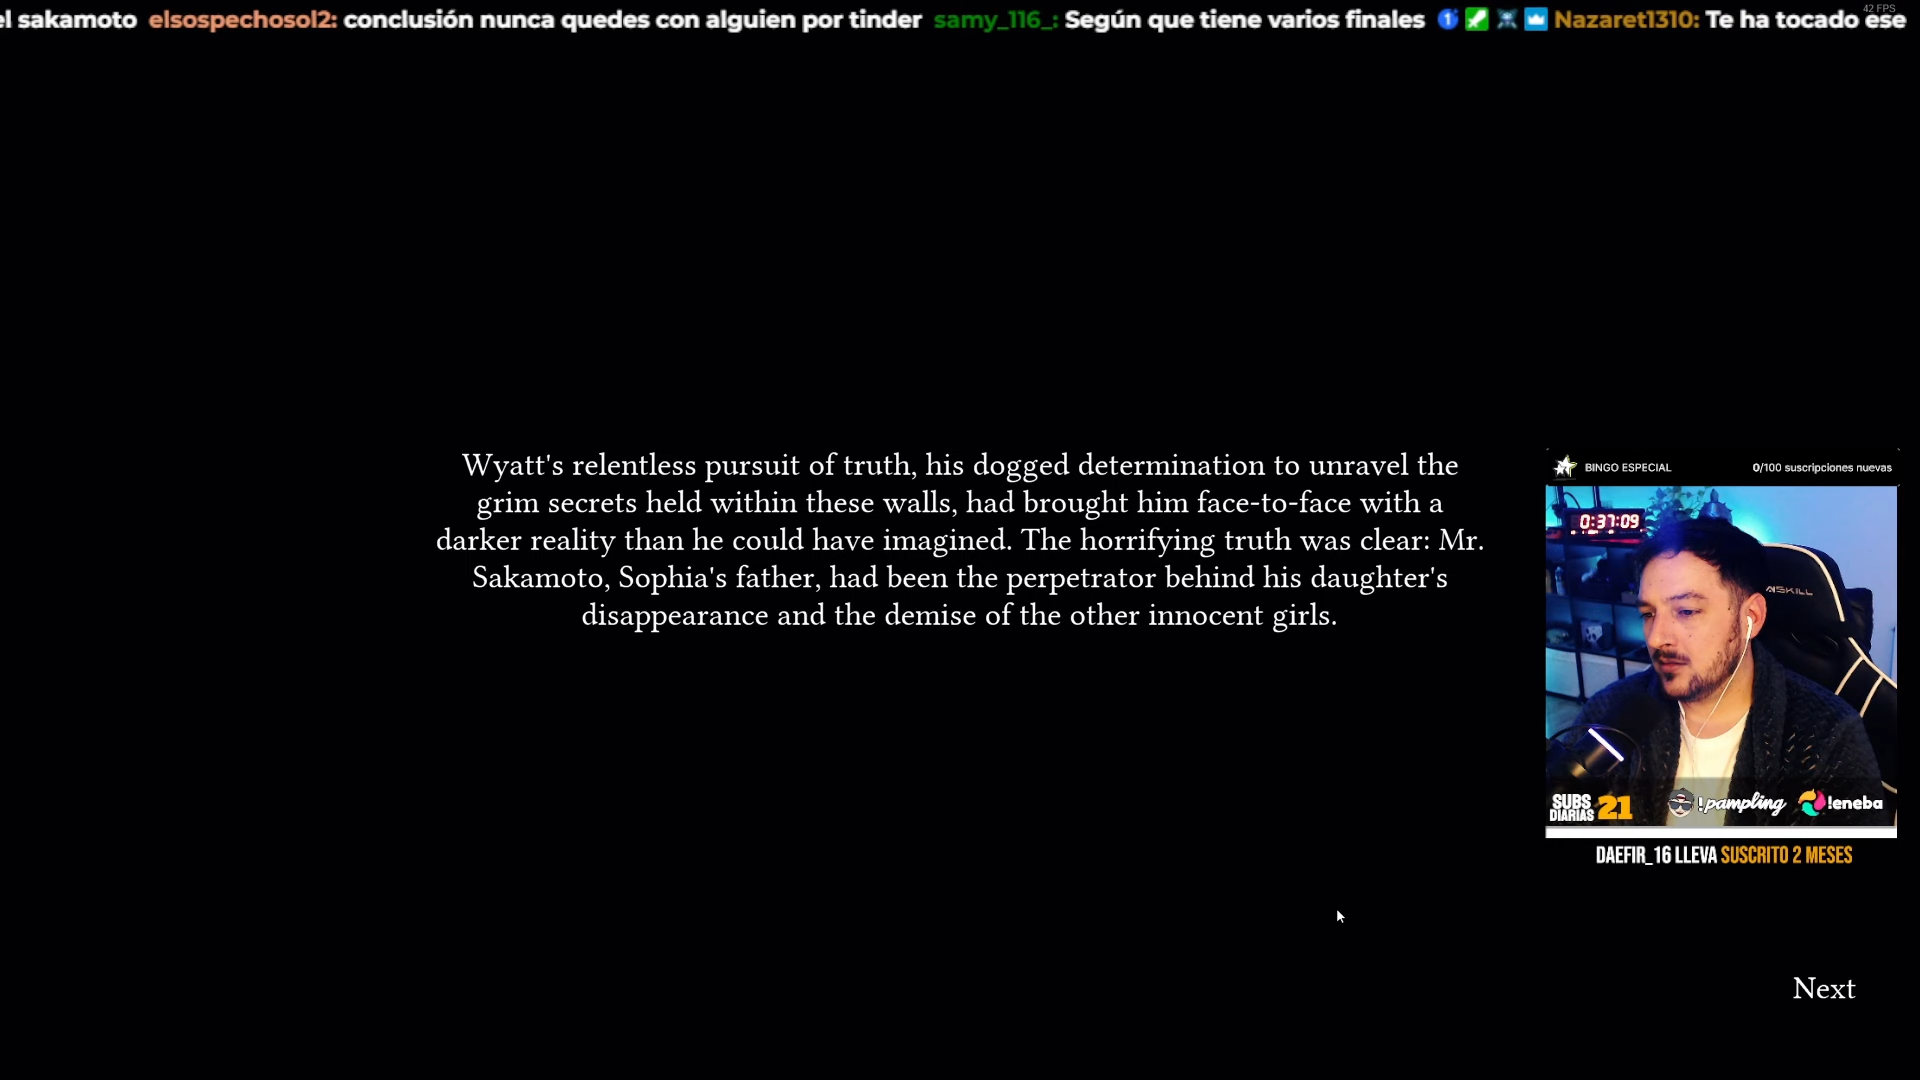 el sakamoto elsospechosol2: conclusión nunca quedes con alguien por tinder samy_116_: Según que tiene varios finales 1 Nazaret1310: Te ha tocado ese
42 FPS
Wyatt's relentless pursuit of truth, his dogged determination to unravel the
grim secrets held within these walls, had brought him face-to-face with a
darker reality than he could have imagined. The horrifying truth was clear: Mr.
Sakamoto, Sophia's father, had been the perpetrator behind his daughter's
disappearance and the demise of the other innocent girls.
BINGO ESPECIAL 0/100 suscripciones nuevas
0:37:09
SUBS DIARIAS 21 !pampling !eneba
DAEFIR_16 LLEVA SUSCRITO 2 MESES
Next